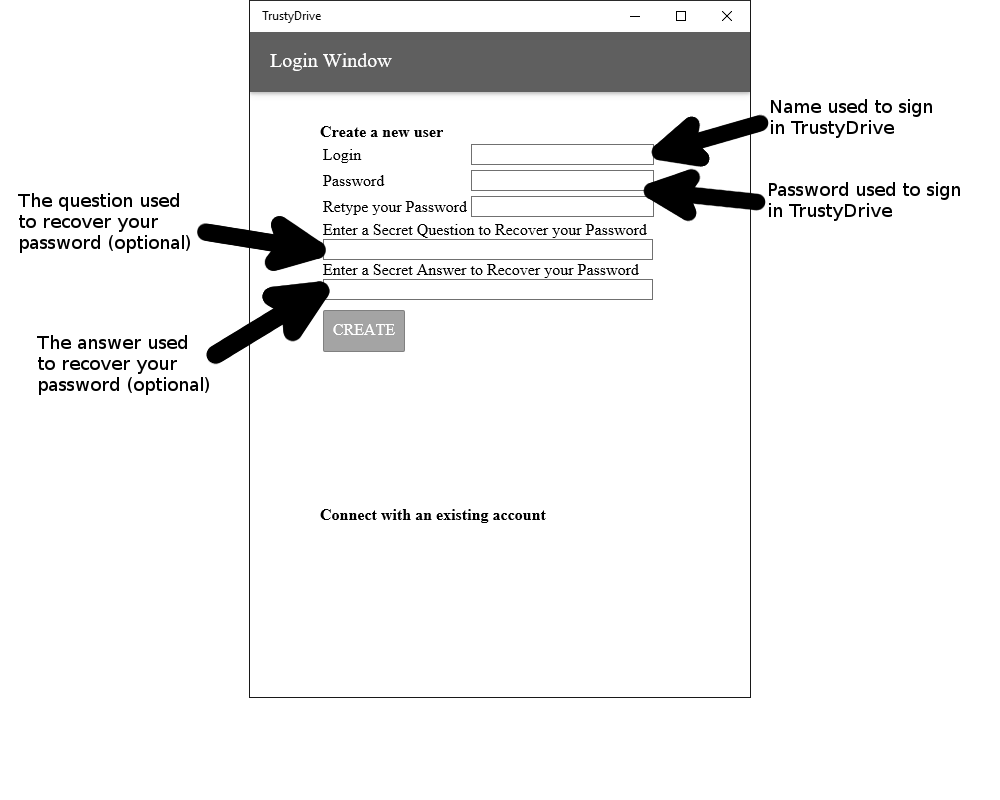 TrustyDrive
Login Window
Name used to sign
in TrustyDrive
Create a new user
Login
Password
Password used to sign
in TrustyDrive
Retype your Password
The question used
to recover your
password (optional)
Enter a Secret Question to Recover your Password
Enter a Secret Answer to Recover your Password
CREATE
The answer used
to recover your
password (optional)
Connect with an existing account